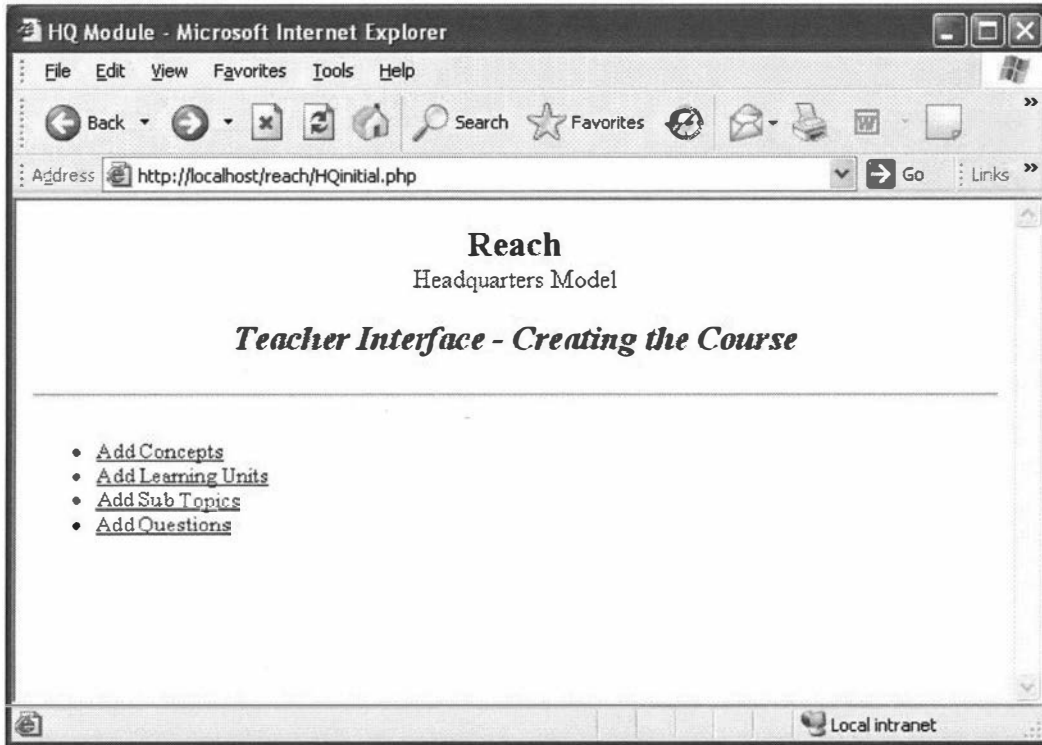 HQ Module - Microsoft Internet Explorer
File Edit View Favorites Tools Help
Back Search Favorites »
Address http://localhost/reach/HQinitial.php Go Links »
Reach
Headquarters Model
Teacher Interface - Creating the Course
• Add Concepts
• Add Learning Units
• Add Sub Topics
• Add Questions
Local intranet